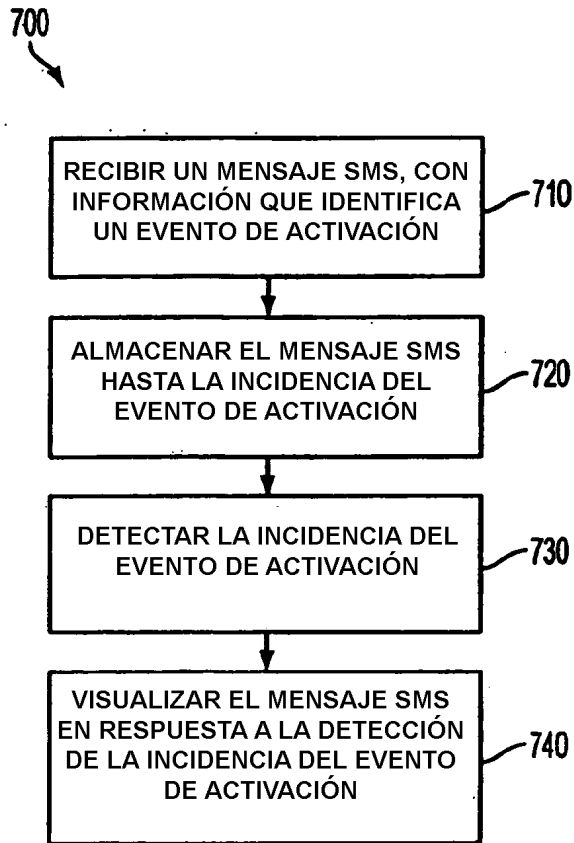 700
RECIBIR UN MENSAJE SMS, CON
INFORMACIÓN QUE IDENTIFICA
UN EVENTO DE ACTIVACIÓN
710
ALMACENAR EL MENSAJE SMS
HASTA LA INCIDENCIA DEL
EVENTO DE ACTIVACIÓN
720
DETECTAR LA INCIDENCIA DEL
EVENTO DE ACTIVACIÓN
730
VISUALIZAR EL MENSAJE SMS
EN RESPUESTA A LA DETECCIÓN
DE LA INCIDENCIA DEL EVENTO
DE ACTIVACIÓN
740